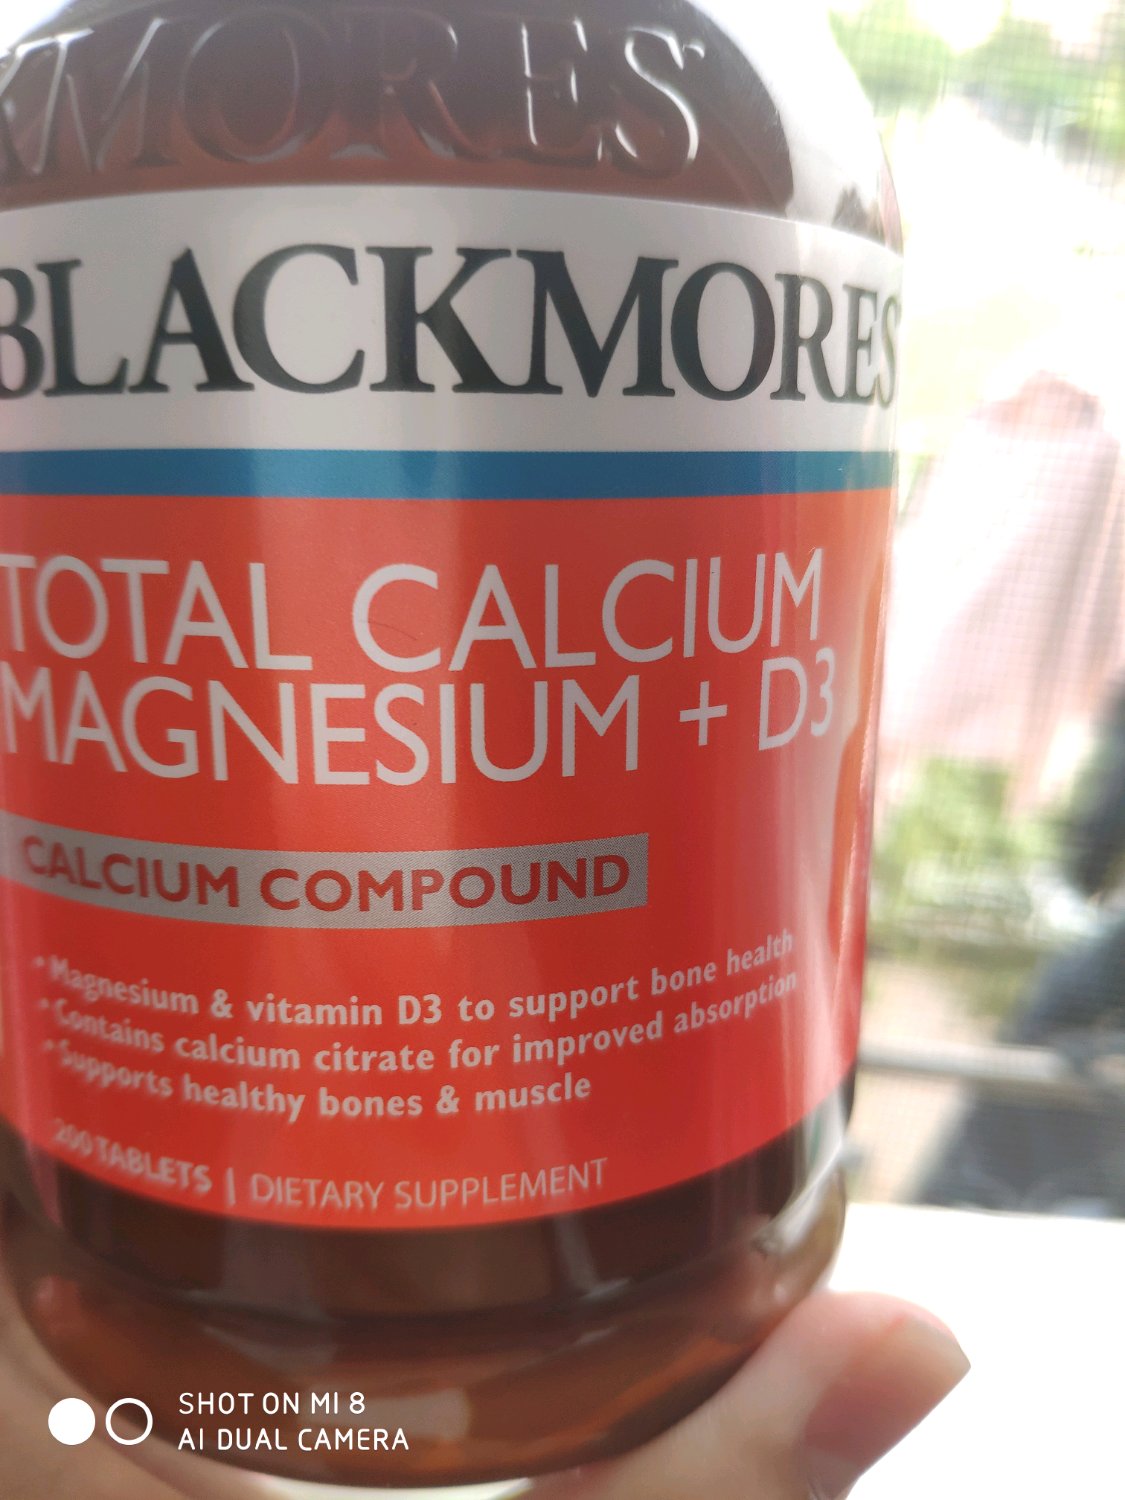 MORES
BLACKMORES
TOTAL CALCIUM
MAGNESIUM + D3
CALCIUM COMPOUND
• Magnesium & vitamin D3 to support bone health
• Contains calcium citrate for improved absorption
• Supports healthy bones & muscle
200 TABLETS | DIETARY SUPPLEMENT
SHOT ON MI 8
AI DUAL CAMERA